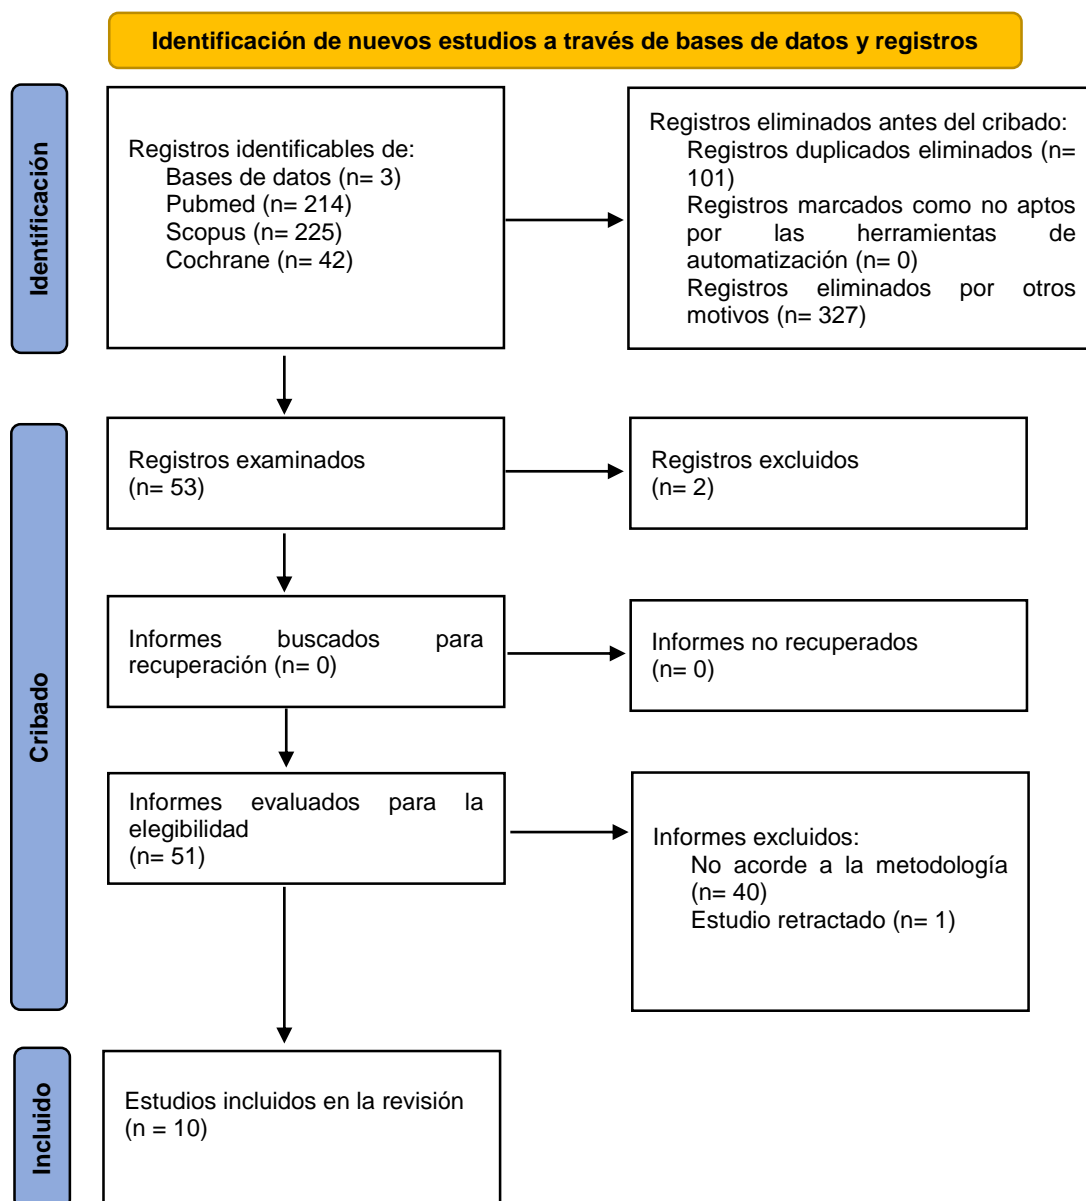 Identificación de nuevos estudios a través de bases de datos y registros
Identificación
Registros identificables de:
Bases de datos (n= 3)
Pubmed (n= 214)
Scopus (n= 225)
Cochrane (n= 42)
Registros eliminados antes del cribado:
Registros duplicados eliminados (n=
101)
Registros marcados como no aptos
por las herramientas de
automatización (n= 0)
Registros eliminados por otros
motivos (n= 327)
Cribado
Registros examinados
(n= 53)
Registros excluidos
(n= 2)
Informes buscados para
recuperación (n= 0)
Informes no recuperados
(n= 0)
Informes evaluados para la
elegibilidad
(n= 51)
Informes excluidos:
No acorde a la metodología
(n= 40)
Estudio retractado (n= 1)
Incluido
Estudios incluidos en la revisión
(n = 10)